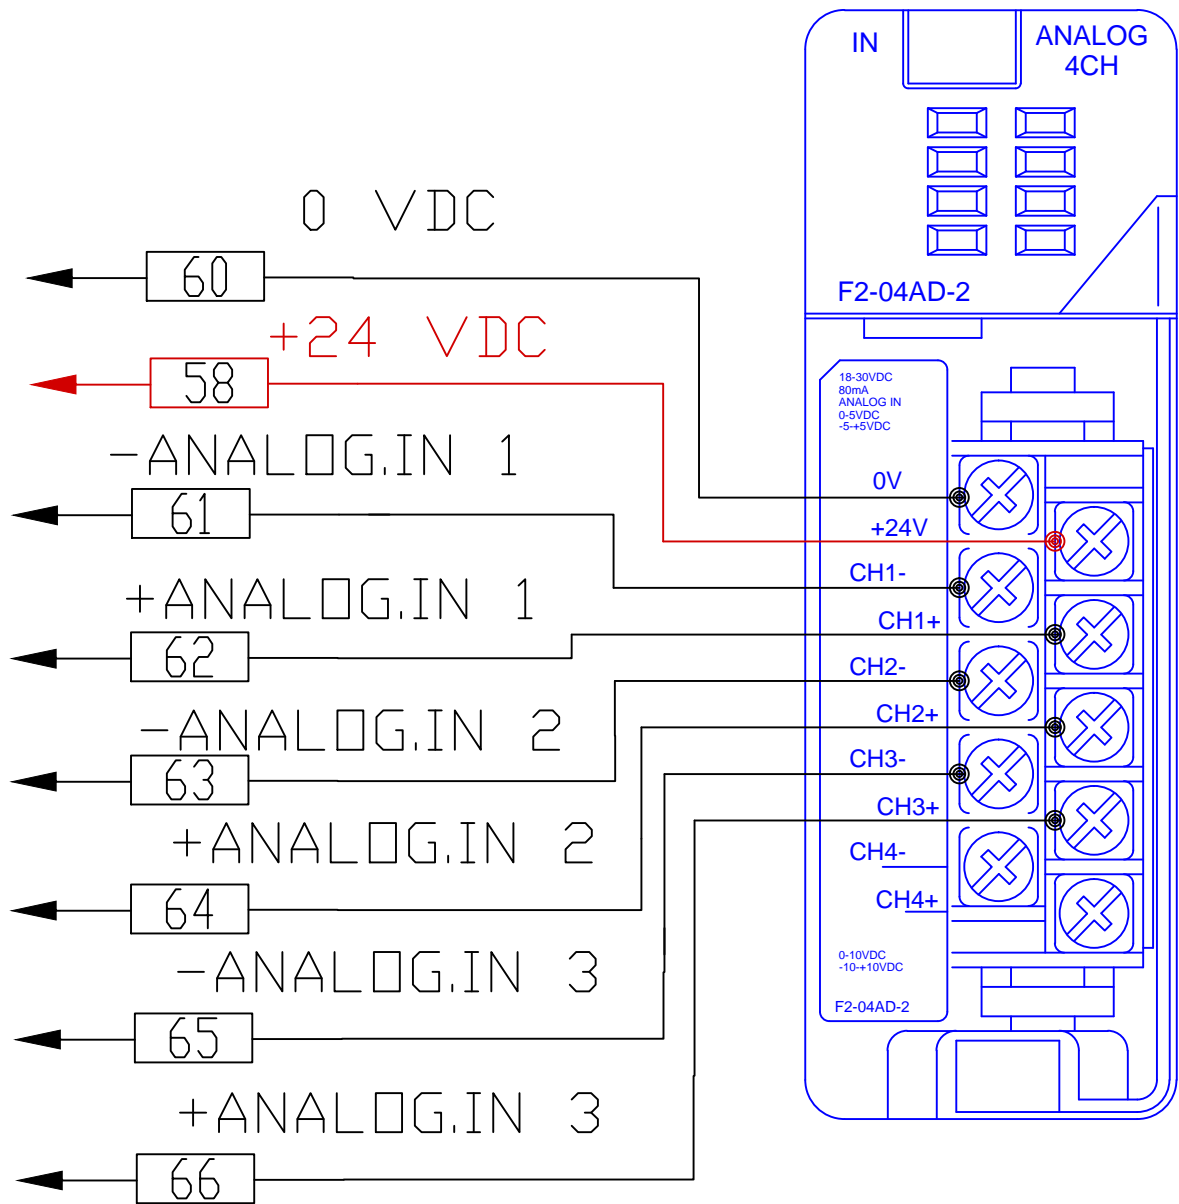 IN
ANALOG
4CH
F2-04AD-2
0 VDC
60
+24 VDC
58
-ANALOG.IN 1
61
+ANALOG.IN 1
62
-ANALOG.IN 2
63
+ANALOG.IN 2
64
-ANALOG.IN 3
65
+ANALOG.IN 3
66
18-30VDC
80mA
ANALOG IN
0-5VDC
-5-+5VDC
0V
+24V
CH1-
CH1+
CH2-
CH2+
CH3-
CH3+
CH4-
CH4+
0-10VDC
-10-+10VDC
F2-04AD-2